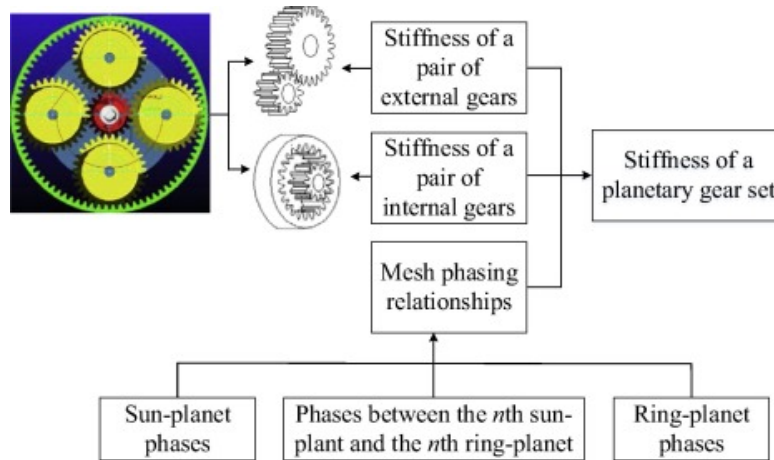 Stiffness of a
pair of
external gears
Stiffness of a
pair of
internal gears
Stiffness of a
planetary gear set
Mesh phasing
relationships
Sun-planet
phases
Phases between the nth sun-
plant and the nth ring-planet
Ring-planet
phases